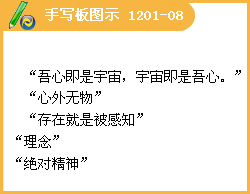 手写板图示 1201-08
“吾心即是宇宙，宇宙即是吾心。”
“心外无物”
“存在就是被感知”
“理念”
“绝对精神”